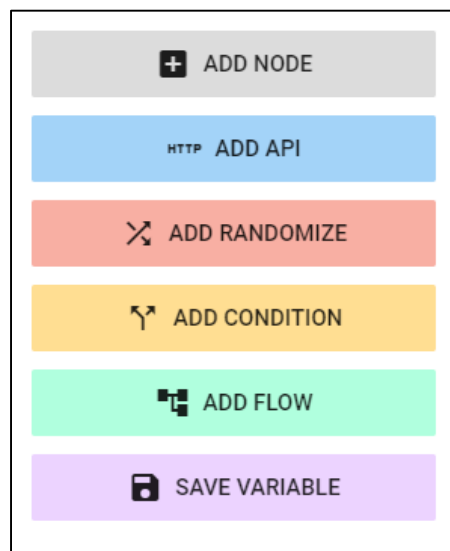 ADD NODE
HTTP ADD API
ADD RANDOMIZE
ADD CONDITION
ADD FLOW
SAVE VARIABLE